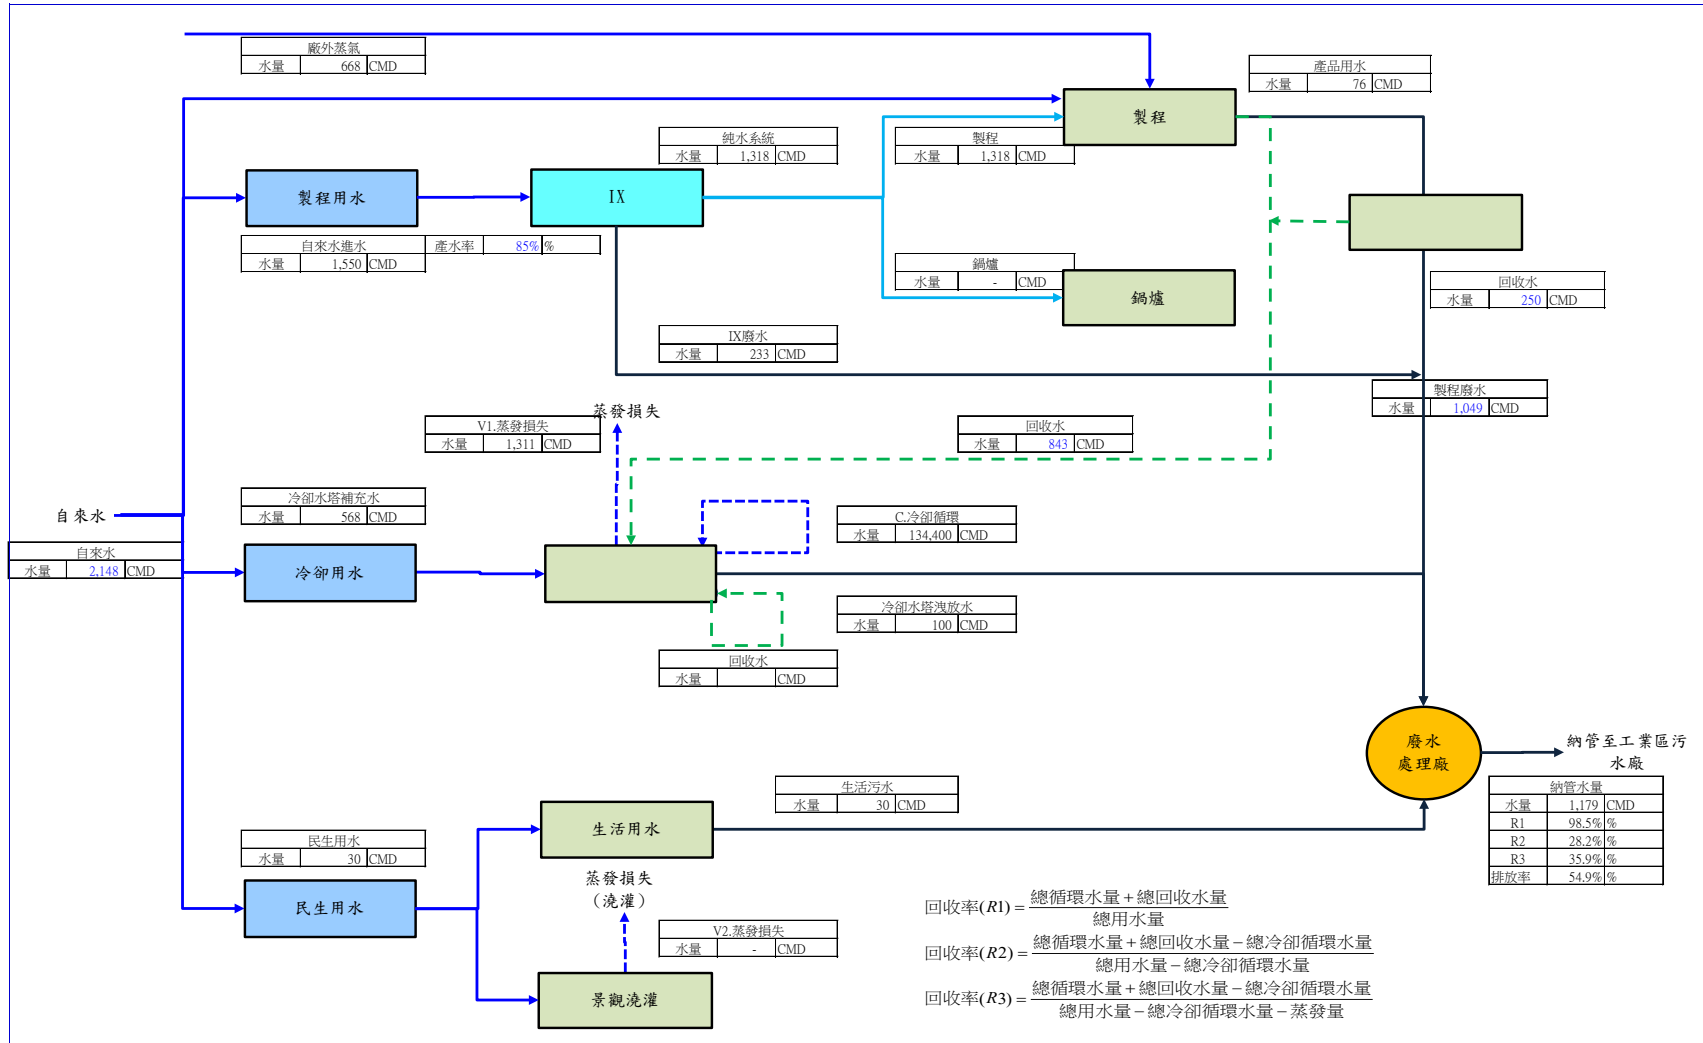 廠外蒸氣
水量 668 CMD
產品用水
水量 76 CMD
製程
純水系統
水量 1,318 CMD
製程
水量 1,318 CMD
製程用水
IX
自來水進水 產水率 85% %
水量 1,550 CMD
鍋爐
水量 - CMD
鍋爐
回收水
水量 250 CMD
IX廢水
水量 233 CMD
製程廢水
水量 1,049 CMD
蒸發損失
V1.蒸發損失
水量 1,311 CMD
回收水
水量 843 CMD
冷卻水塔補充水
水量 568 CMD
自來水
C.冷卻循環
水量 134,400 CMD
自來水
水量 2,148 CMD
冷卻用水
冷卻水塔洩放水
水量 100 CMD
回收水
水量 CMD
廢水
處理廠
納管至工業區污
水廠
納管水量
水量 1,179 CMD
R1 98.5% %
R2 28.2% %
R3 35.9% %
排放率 54.9% %
生活污水
水量 30 CMD
生活用水
民生用水
水量 30 CMD
民生用水
蒸發損失
(澆灌)
V2.蒸發損失
水量 - CMD
景觀澆灌
回收率(R1) = 總循環水量 + 總回收水量
總用水量
回收率(R2) = 總循環水量 + 總回收水量 − 總冷卻循環水量
總用水量 − 總冷卻循環水量
回收率(R3) = 總循環水量 + 總回收水量 − 總冷卻循環水量
總用水量 − 總冷卻循環水量 − 蒸發量